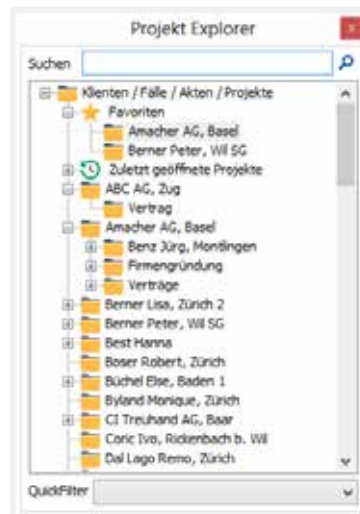 Projekt Explorer
Suchen
Klienten / Fälle / Akten / Projekte
Favoriten
Amacher AG, Basel
Berner Peter, Wil SG
Zuletzt geöffnete Projekte
ABC AG, Zug
Vertrag
Amacher AG, Basel
Benz Jürg, Montlingen
Firmengründung
Verträge
Berner Lisa, Zürich 2
Berner Peter, Wil SG
Best Hanna
Boser Robert, Zürich
Büchel Else, Baden 1
Byland Monique, Zürich
CI Treuhand AG, Baar
Coric Ivo, Rickenbach b. Wil
Dal Lago Remo, Zürich
QuickFilter